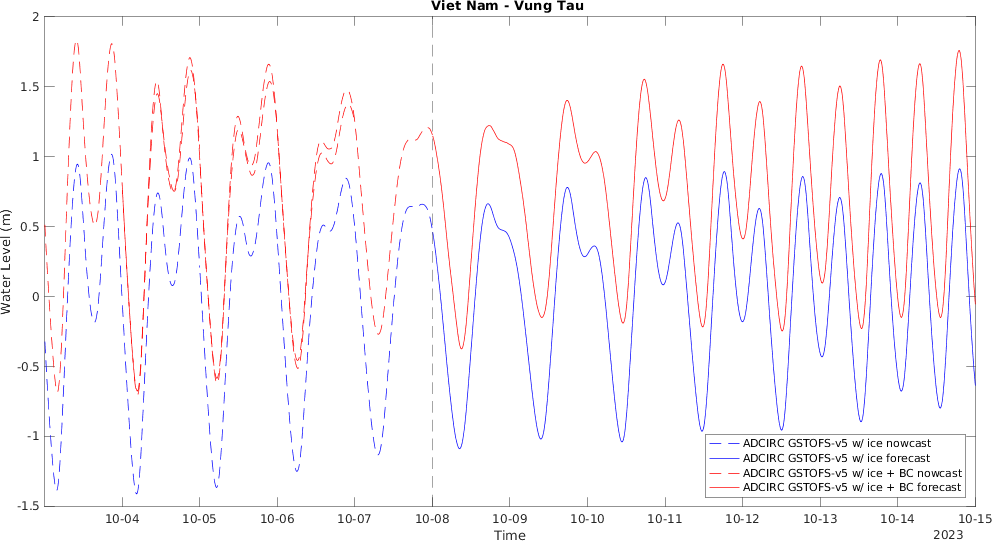 Viet Nam - Vung Tau
Water Level (m)
2
1.5
1
0.5
0
-0.5
-1
-1.5
ADCIRC GSTOFS-v5 w/ ice nowcast
ADCIRC GSTOFS-v5 w/ ice forecast
ADCIRC GSTOFS-v5 w/ ice + BC nowcast
ADCIRC GSTOFS-v5 w/ ice + BC forecast
10-04 10-05 10-06 10-07 10-08 10-09 10-10 10-11 10-12 10-13 10-14 10-15
Time
2023